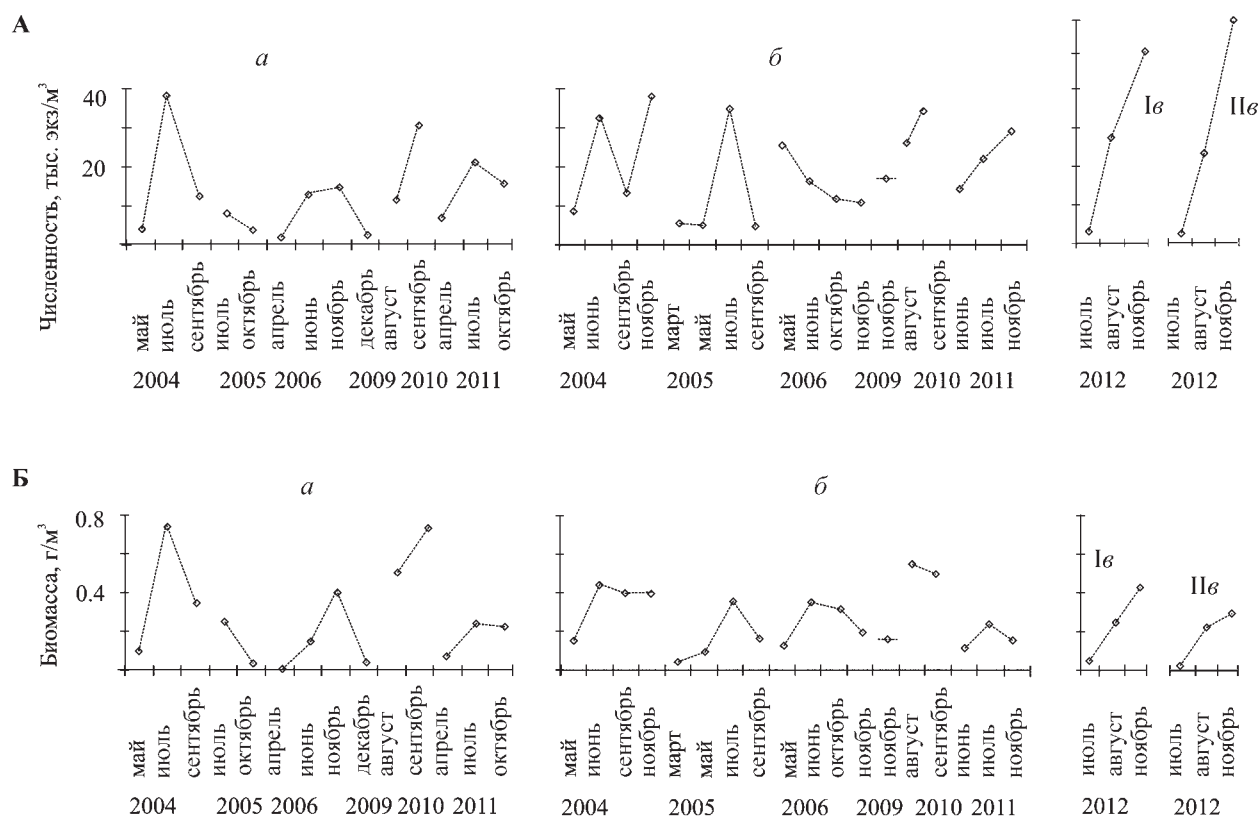 А
а
б
Численность, тыс. экз/м³
40
20
Iв
IIв
май
июль
сентябрь
июль
октябрь
апрель
июнь
ноябрь
декабрь
август
сентябрь
апрель
июль
октябрь
май
июнь
сентябрь
ноябрь
март
май
июль
сентябрь
май
июнь
октябрь
ноябрь
ноябрь
август
сентябрь
июнь
июль
ноябрь
июль
август
ноябрь
июль
август
ноябрь
2004 2005 2006 2009 2010 2011 2004 2005 2006 2009 2010 2011 2012 2012
Б
а
б
Биомасса, г/м³
0.8
0.4
Iв
IIв
май
июль
сентябрь
июль
октябрь
апрель
июнь
ноябрь
декабрь
август
сентябрь
апрель
июль
октябрь
май
июнь
сентябрь
ноябрь
март
май
июль
сентябрь
май
июнь
октябрь
ноябрь
ноябрь
август
сентябрь
июнь
июль
ноябрь
июль
август
ноябрь
июль
август
ноябрь
2004 2005 2006 2009 2010 2011 2004 2005 2006 2009 2010 2011 2012 2012